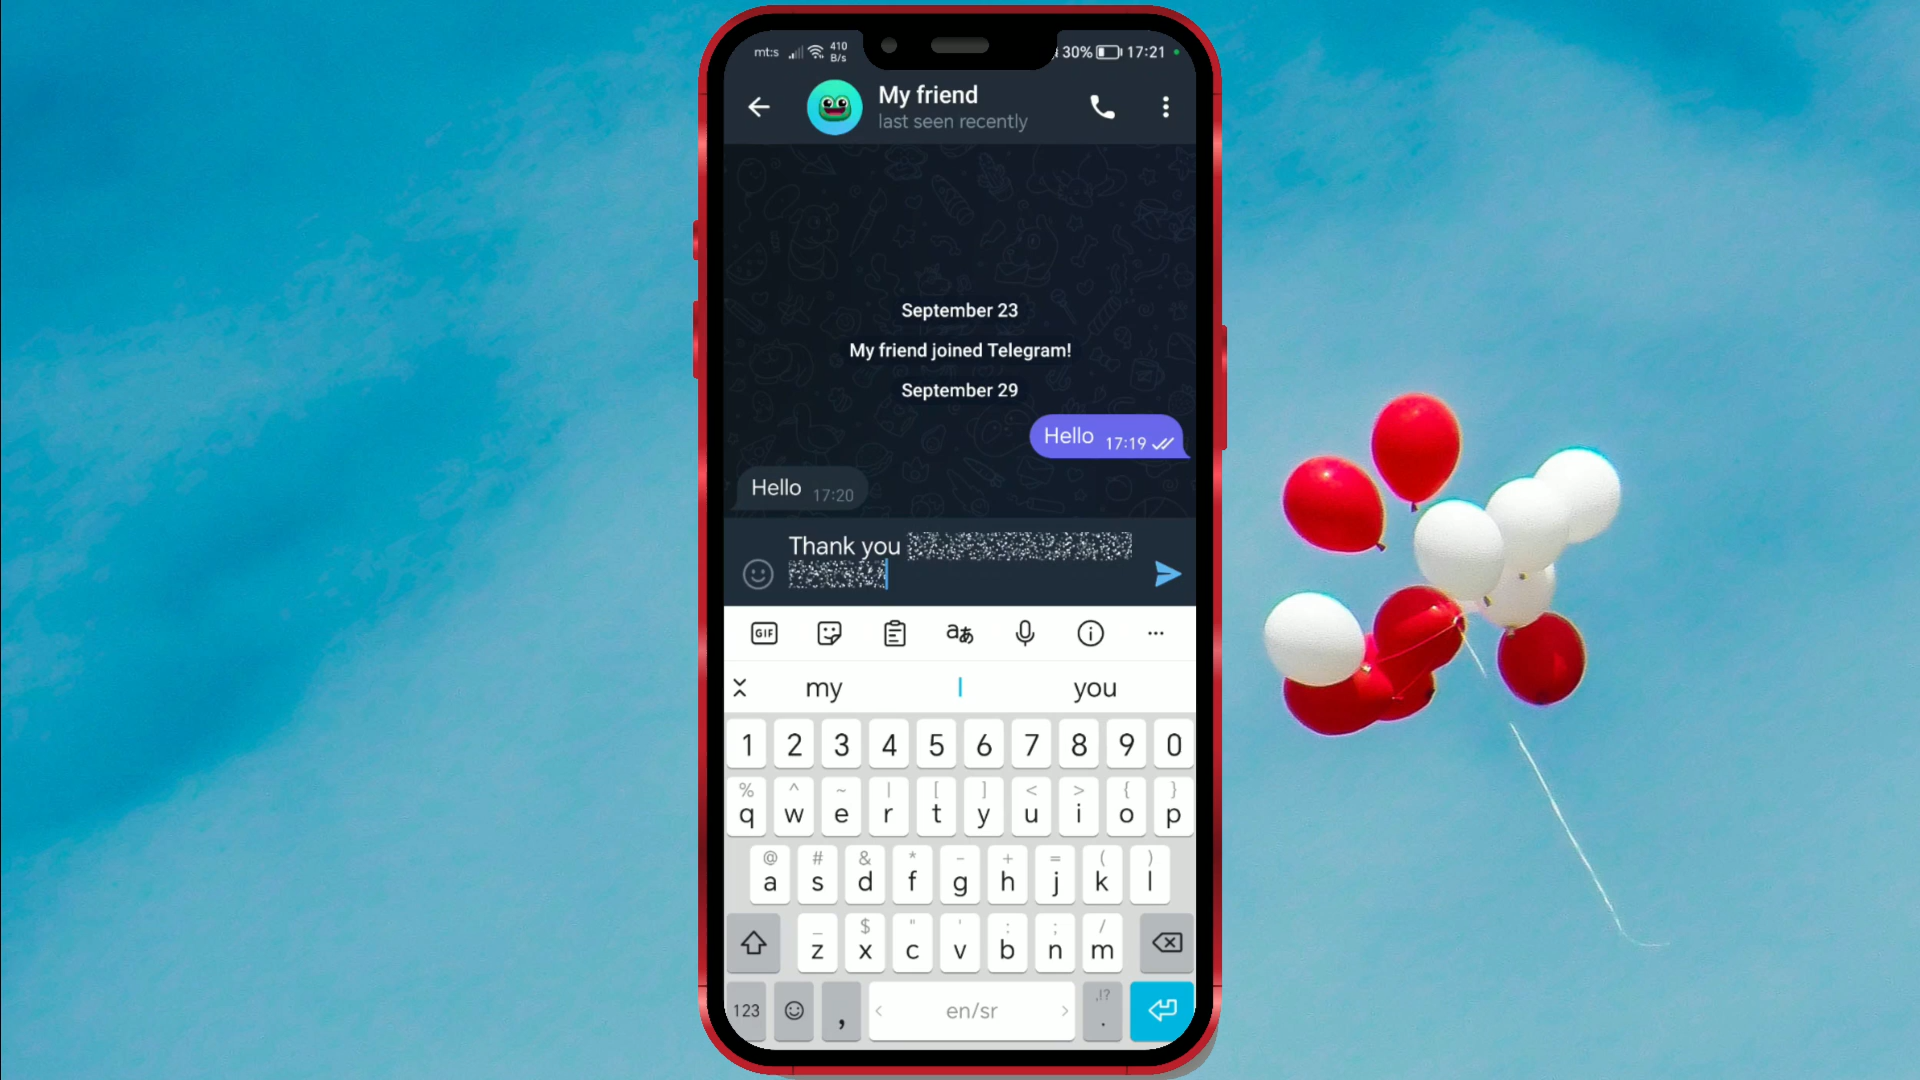 mt:s 410 B/s 30% 17:21
My friend
last seen recently
September 23
My friend joined Telegram!
September 29
Hello 17:19
Hello 17:20
Thank you
GIF aあ
my I you
1 2 3 4 5 6 7 8 9 0
% ^ ~ | [ ] < > { }
q w e r t y u i o p
@ # & * - + = ( )
a s d f g h j k l
_ $ " ' : ; /
z x c v b n m
,!?
123 , < en/sr > .